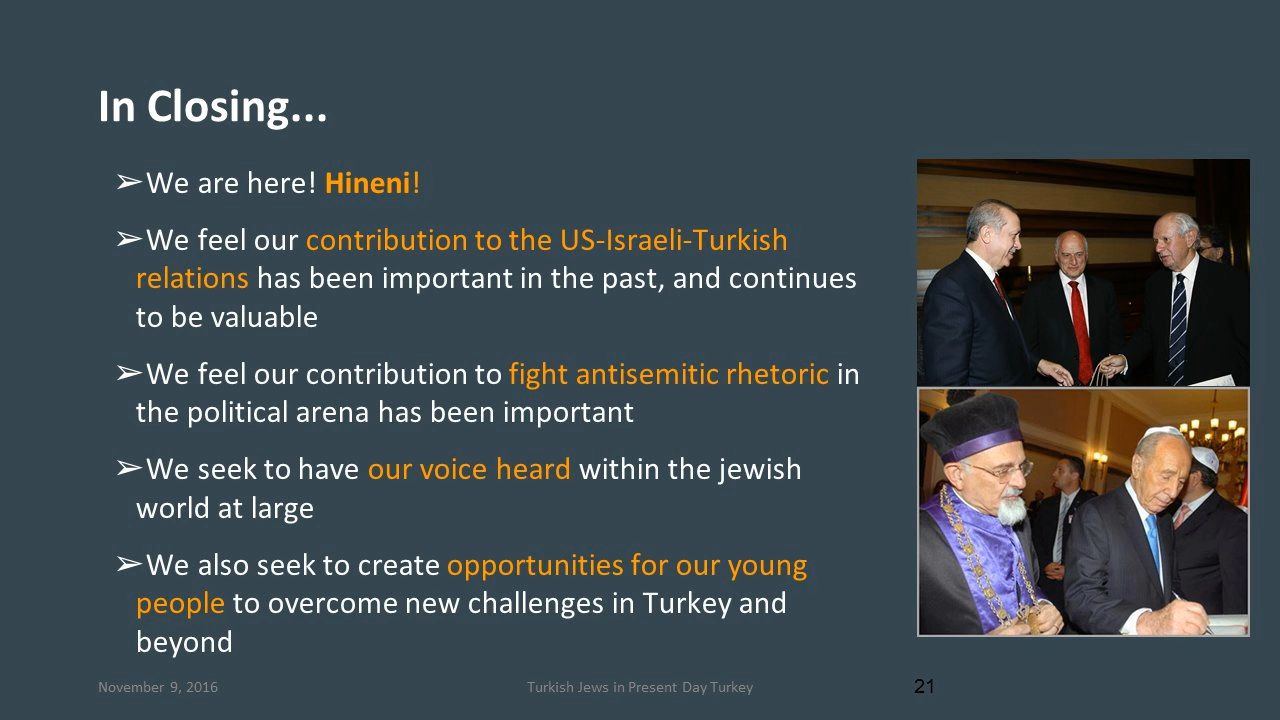 In Closing...
➢We are here! Hineni!
➢We feel our contribution to the US-Israeli-Turkish
relations has been important in the past, and continues
to be valuable
➢We feel our contribution to fight antisemitic rhetoric in
the political arena has been important
➢We seek to have our voice heard within the jewish
world at large
➢We also seek to create opportunities for our young
people to overcome new challenges in Turkey and
beyond
November 9, 2016
Turkish Jews in Present Day Turkey
21